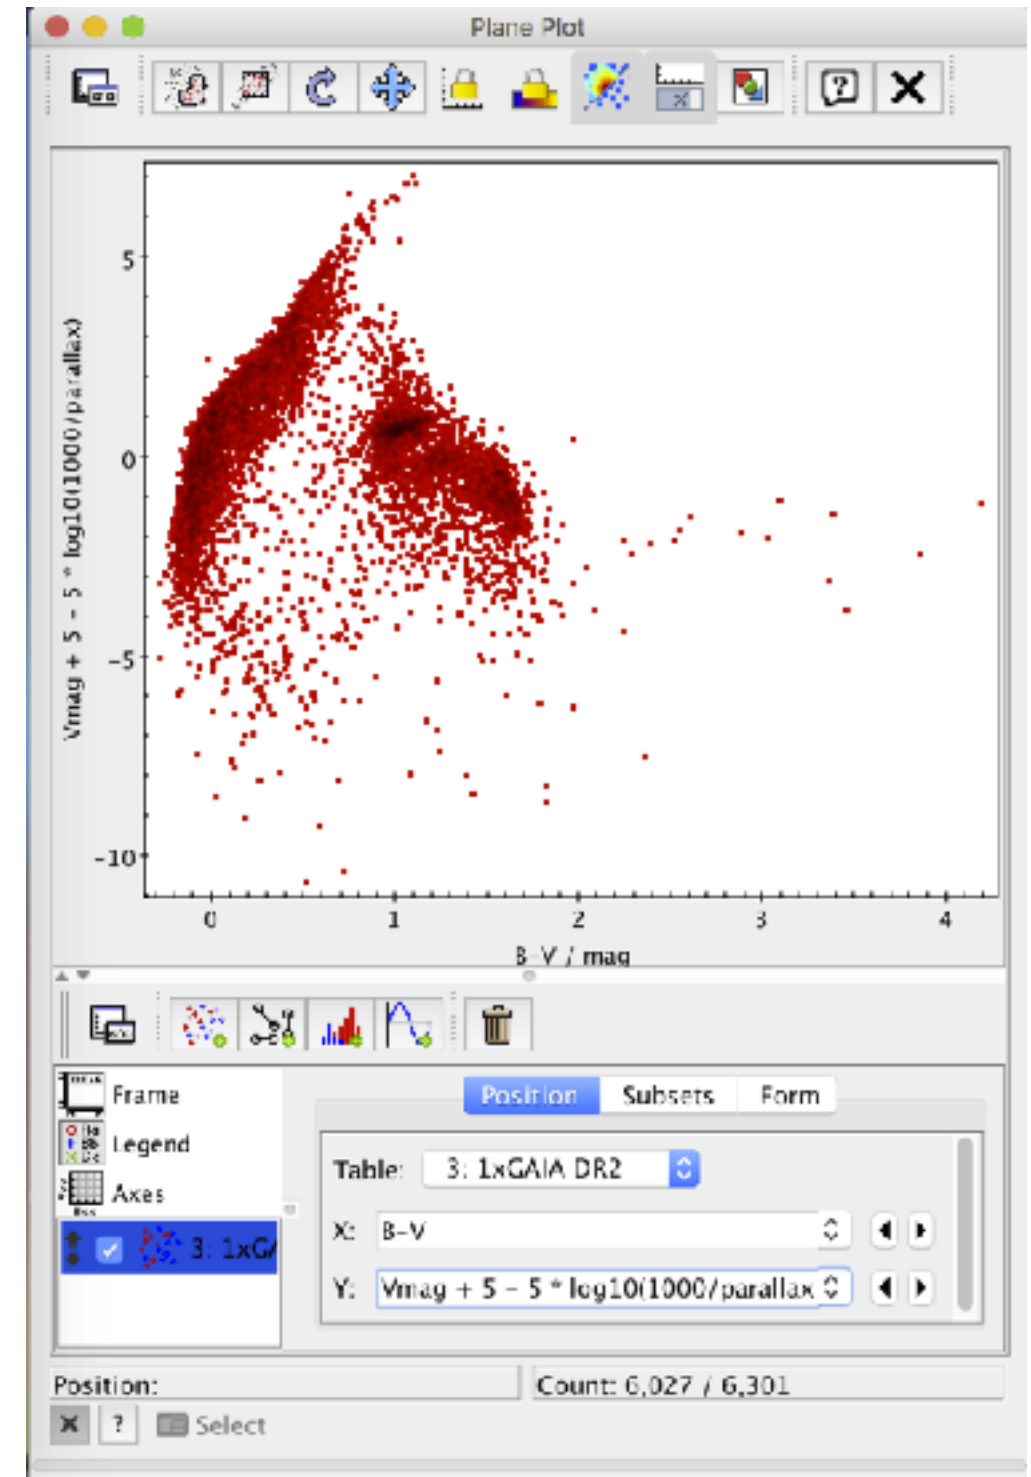 Plane Plot
Vmag + 5 - 5 * log10(1000/parallax)
5
0
-5
-10
0 1 2 3 4
B-V / mag
Frame
Legend
Axes
3: 1xGA
Position Subsets Form
Table: 3: 1xGAIA DR2
X: B-V
Y: Vmag + 5 - 5 * log10(1000/parallax
Position:
Count: 6,027 / 6,301
? Select